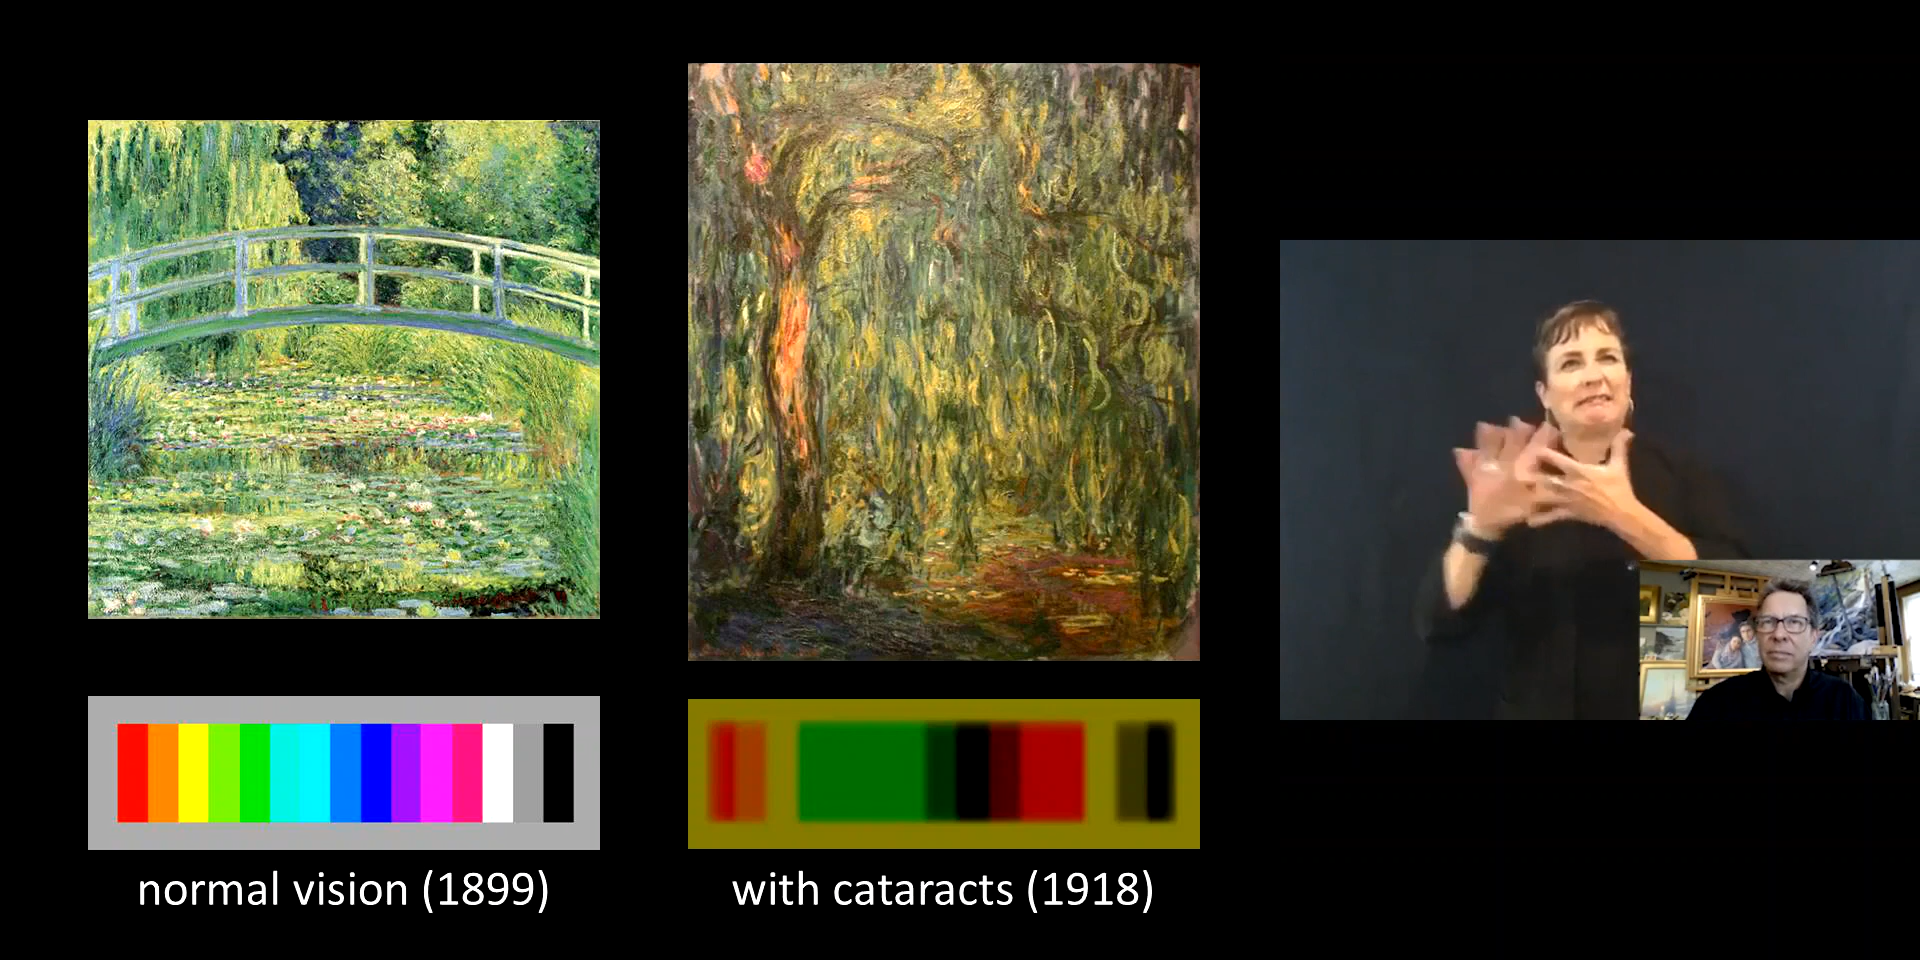 normal vision (1899)
with cataracts (1918)